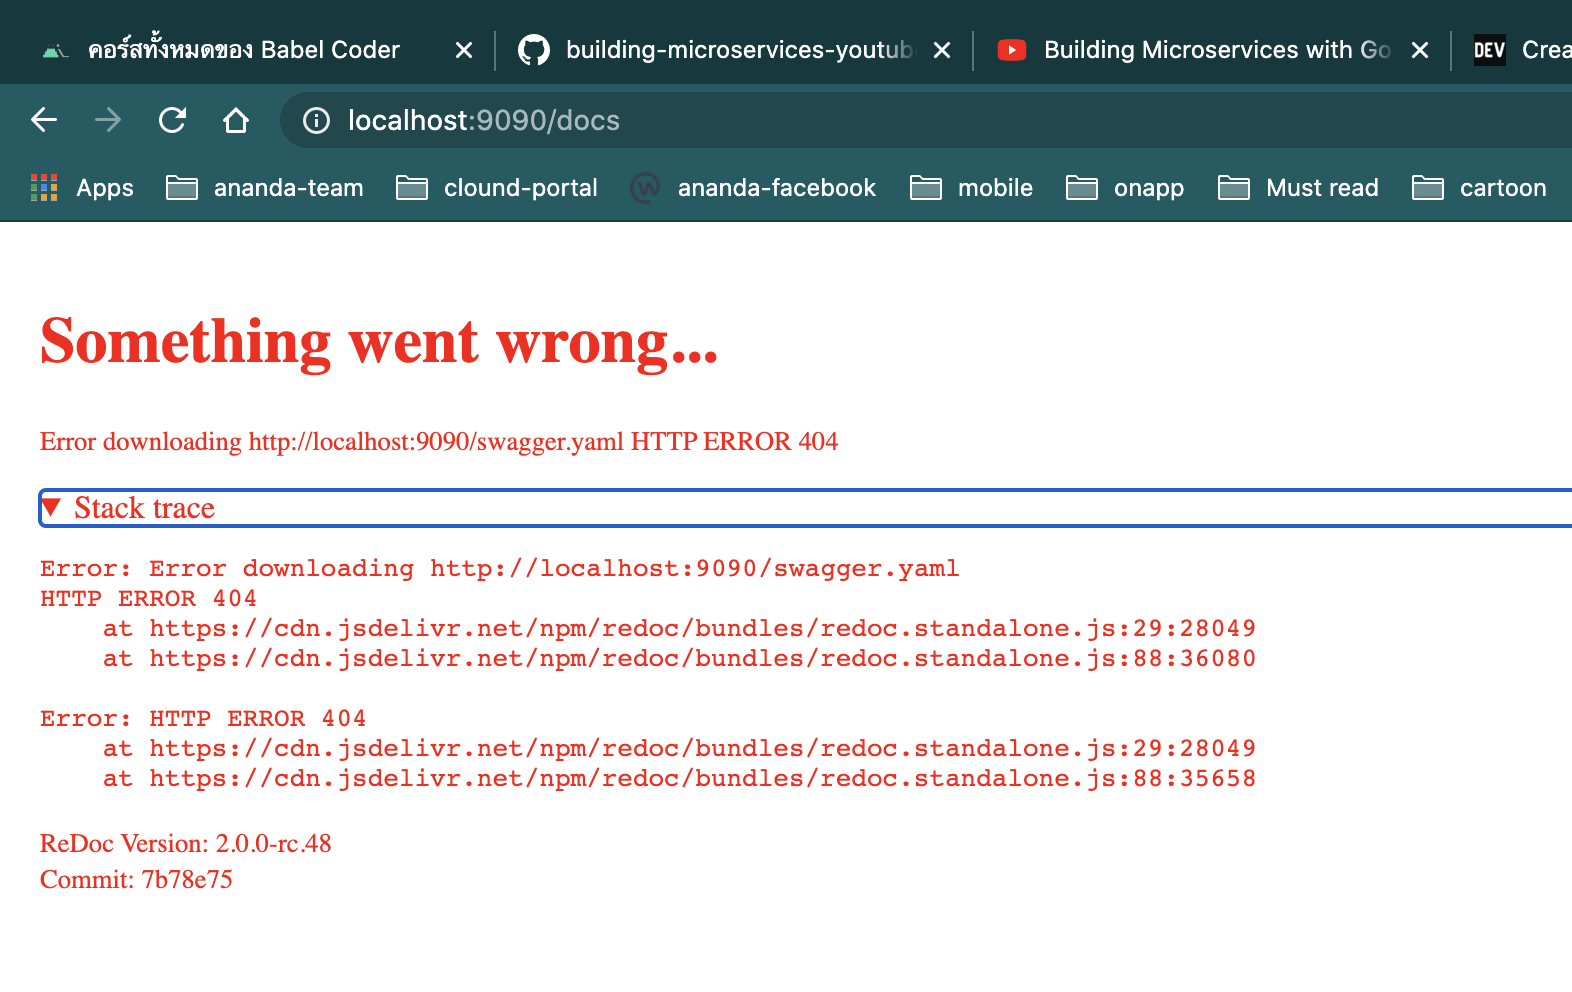 คอร์สทั้งหมดของ Babel Coder
building-microservices-youtub
Building Microservices with Go
DEV Crea
localhost:9090/docs
Apps ananda-team clound-portal ananda-facebook mobile onapp Must read cartoon
Something went wrong...
Error downloading http://localhost:9090/swagger.yaml HTTP ERROR 404
Stack trace
Error: Error downloading http://localhost:9090/swagger.yaml
HTTP ERROR 404
at https://cdn.jsdelivr.net/npm/redoc/bundles/redoc.standalone.js:29:28049
at https://cdn.jsdelivr.net/npm/redoc/bundles/redoc.standalone.js:88:36080
Error: HTTP ERROR 404
at https://cdn.jsdelivr.net/npm/redoc/bundles/redoc.standalone.js:29:28049
at https://cdn.jsdelivr.net/npm/redoc/bundles/redoc.standalone.js:88:35658
ReDoc Version: 2.0.0-rc.48
Commit: 7b78e75